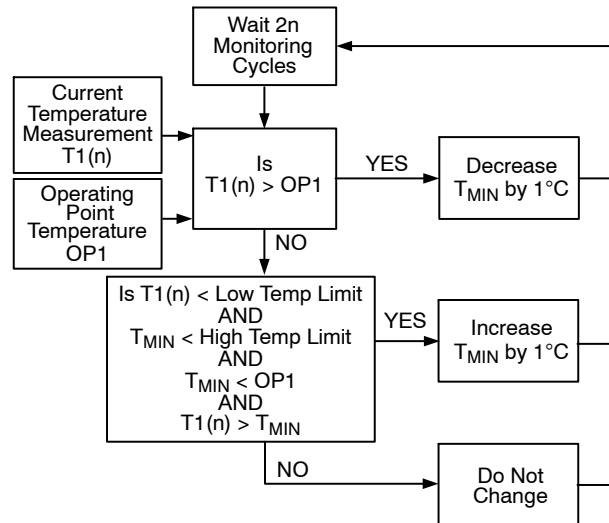 Wait 2n
Monitoring
Cycles
Current
Temperature
Measurement
T1(n)
Operating
Point
Temperature
OP1
Is
T1(n) > OP1
YES
Decrease
TMIN by 1°C
NO
Is T1(n) < Low Temp Limit
AND
TMIN < High Temp Limit
AND
TMIN < OP1
AND
T1(n) > TMIN
YES
Increase
TMIN by 1°C
NO
Do Not
Change